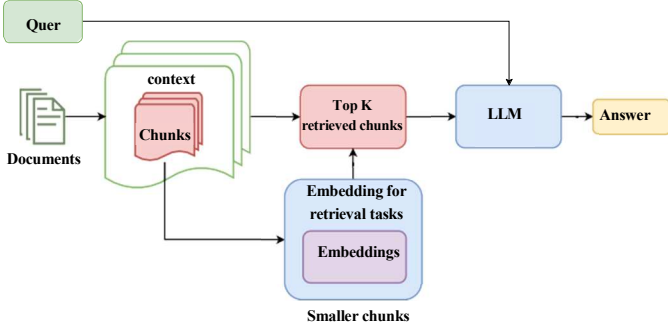 Quer
context
Chunks
Documents
Top K
retrieved chunks
LLM
Answer
Embedding for
retrieval tasks
Embeddings
Smaller chunks